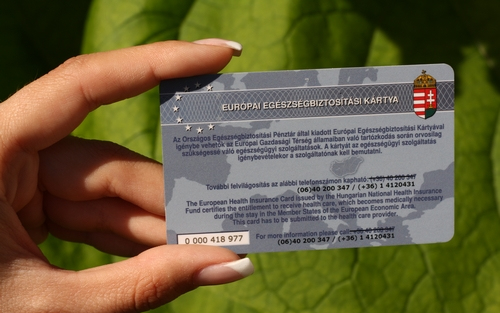 EURÓPAI EGÉSZSÉGBIZTOSÍTÁSI KÁRTYA
Az Országos Egészségbiztosítási Pénztár által kiadott Európai Egészségbiztosítási Kártyával
igénybe vehetők az Európai Gazdasági Térség államaiban való tartózkodás során orvosilag
szükségessé váló egészségügyi szolgáltatások. A kártyát az egészségügyi szolgáltatás
igénybevételekor a szolgáltatónak kell bemutatni.
További felvilágosítás az alábbi telefonszámon kapható:
06(40 200 347 / (+36) 1 4120431
The European Health Insurance Card issued by the Hungarian National Health Insurance
Fund certifies the entitlement to receive health care, which becomes medically necessary
during the stay in the Member States of the European Economic Area.
This card has to be submitted to the health care provider.
For more information please call:
06(40 200 347 / (+36) 1 4120431
0 000 418 977